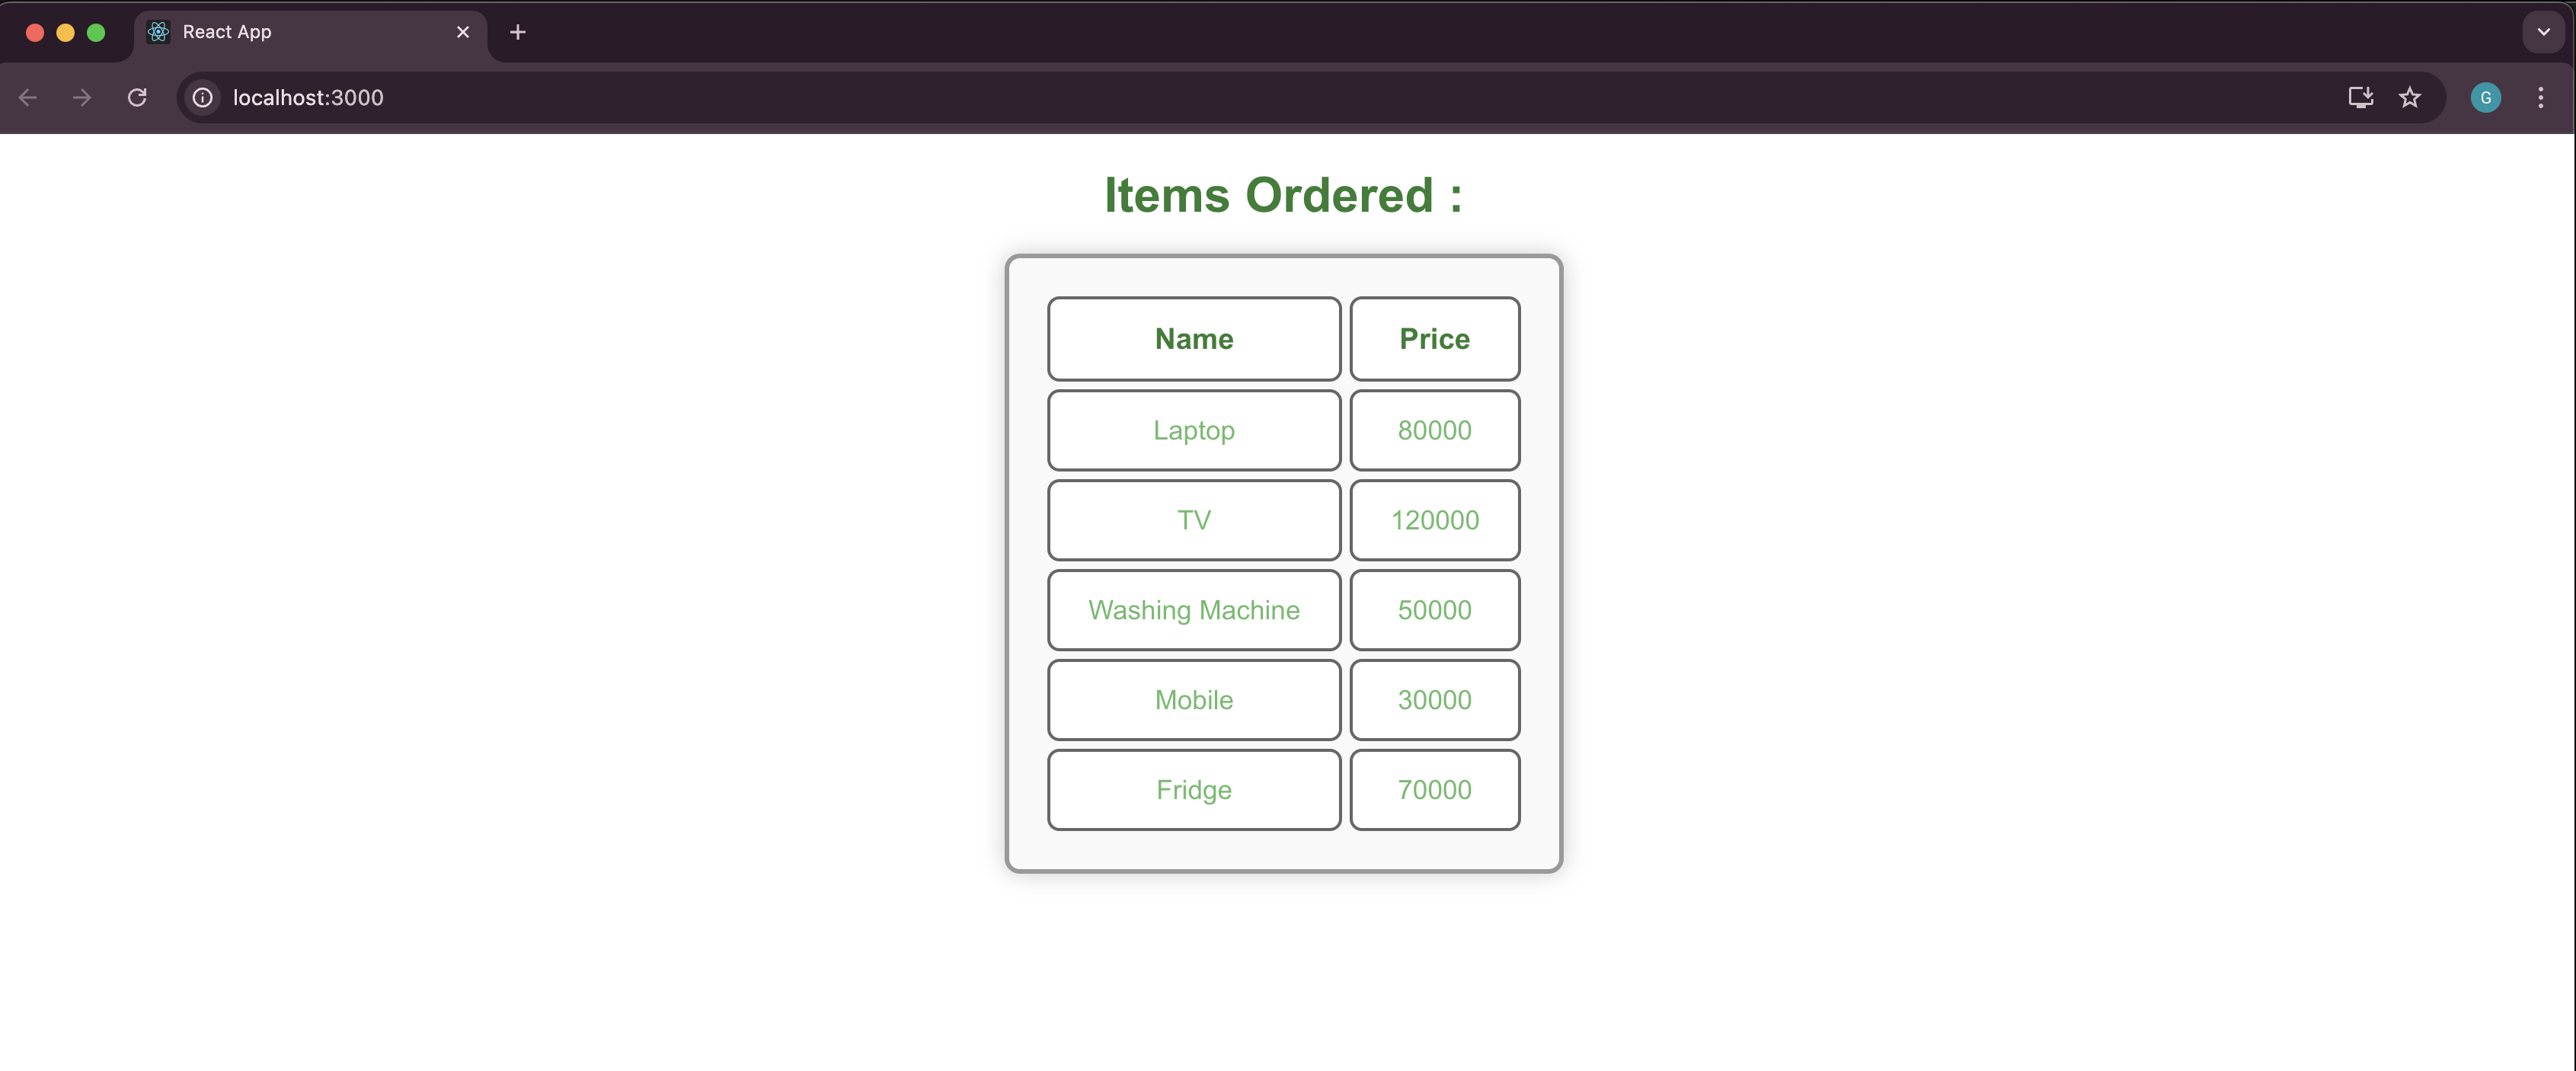 React App
localhost:3000
G
Items Ordered :
Name Price
Laptop 80000
TV 120000
Washing Machine 50000
Mobile 30000
Fridge 70000